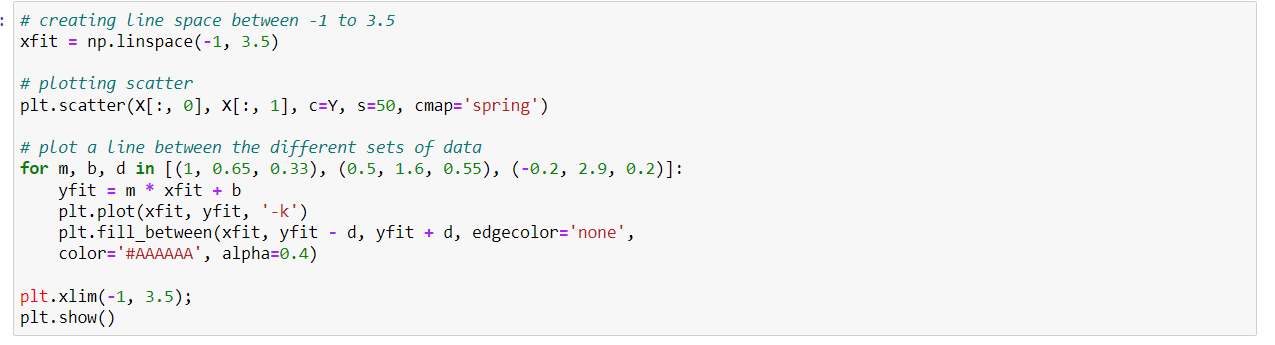 :
# creating line space between -1 to 3.5
xfit = np.linspace(-1, 3.5)

# plotting scatter
plt.scatter(X[:, 0], X[:, 1], c=Y, s=50, cmap='spring')

# plot a line between the different sets of data
for m, b, d in [(1, 0.65, 0.33), (0.5, 1.6, 0.55), (-0.2, 2.9, 0.2)]:
    yfit = m * xfit + b
    plt.plot(xfit, yfit, '-k')
    plt.fill_between(xfit, yfit - d, yfit + d, edgecolor='none',
    color='#AAAAAA', alpha=0.4)

plt.xlim(-1, 3.5);
plt.show()